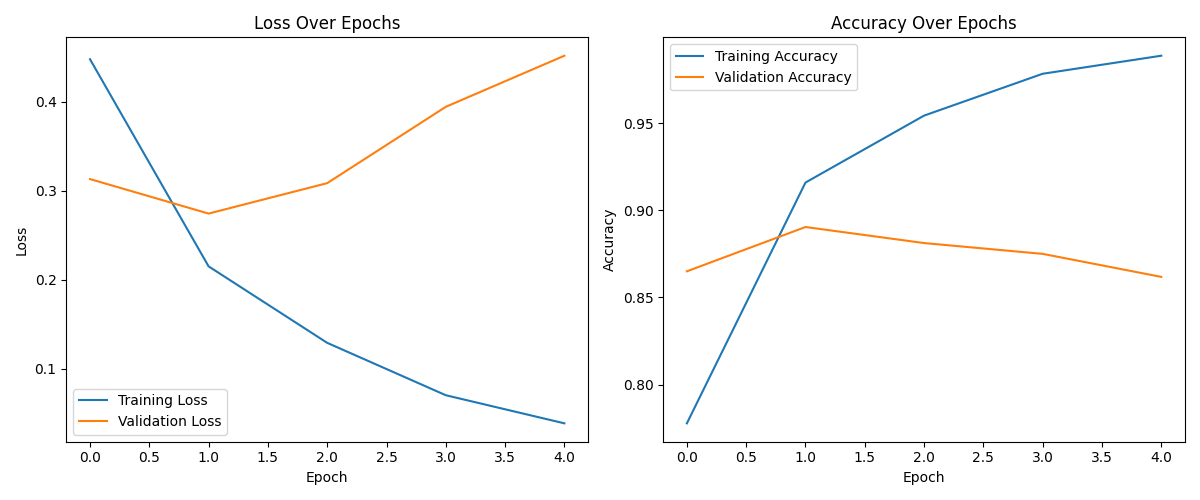 Loss Over Epochs
0.4
0.3
0.2
0.1
Loss
Training Loss
Validation Loss
0.0 0.5 1.0 1.5 2.0 2.5 3.0 3.5 4.0
Epoch
Accuracy Over Epochs
Training Accuracy
Validation Accuracy
0.95
0.90
0.85
0.80
Accuracy
0.0 0.5 1.0 1.5 2.0 2.5 3.0 3.5 4.0
Epoch